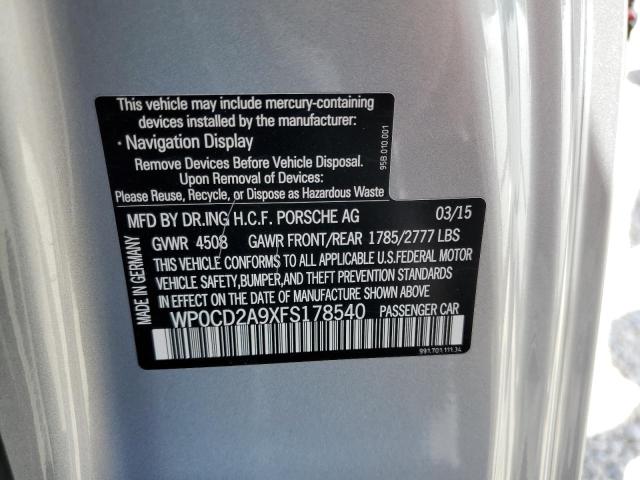 This vehicle may include mercury-containing
devices installed by the manufacturer:
• Navigation Display
Remove Devices Before Vehicle Disposal.
Upon Removal of Devices:
Please Reuse, Recycle, or Dispose as Hazardous Waste
95B.010.001
MADE IN GERMANY
MFD BY DR.ING H.C.F. PORSCHE AG 03/15
GVWR 4508 GAWR FRONT/REAR 1785/2777 LBS
THIS VEHICLE CONFORMS TO ALL APPLICABLE U.S.FEDERAL MOTOR
VEHICLE SAFETY,BUMPER,AND THEFT PREVENTION STANDARDS
IN EFFECT ON THE DATE OF MANUFACTURE SHOWN ABOVE.
WP0CD2A9XFS178540 PASSENGER CAR
991.701.111.34